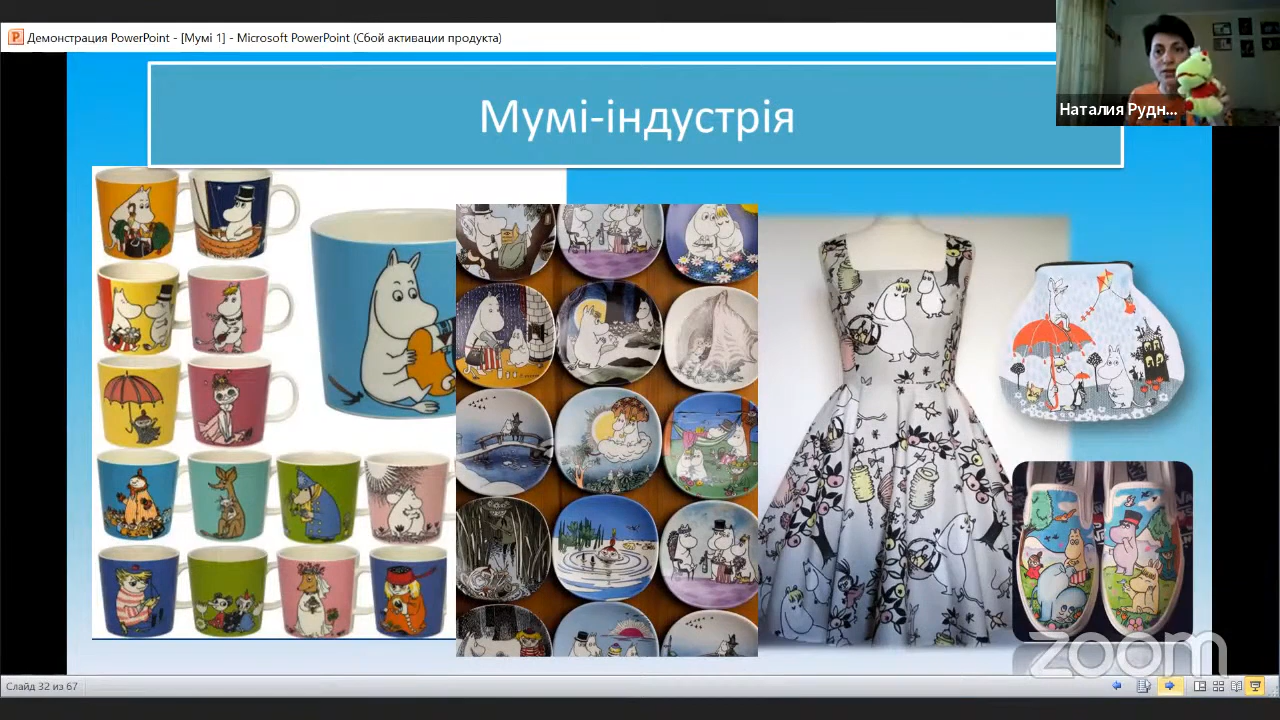 Демонстрация PowerPoint - [Мумі 1] - Microsoft PowerPoint (Сбой активации продукта)
Мумі-індустрія
Наталия Рудн...
zoom
Слайд 32 из 67